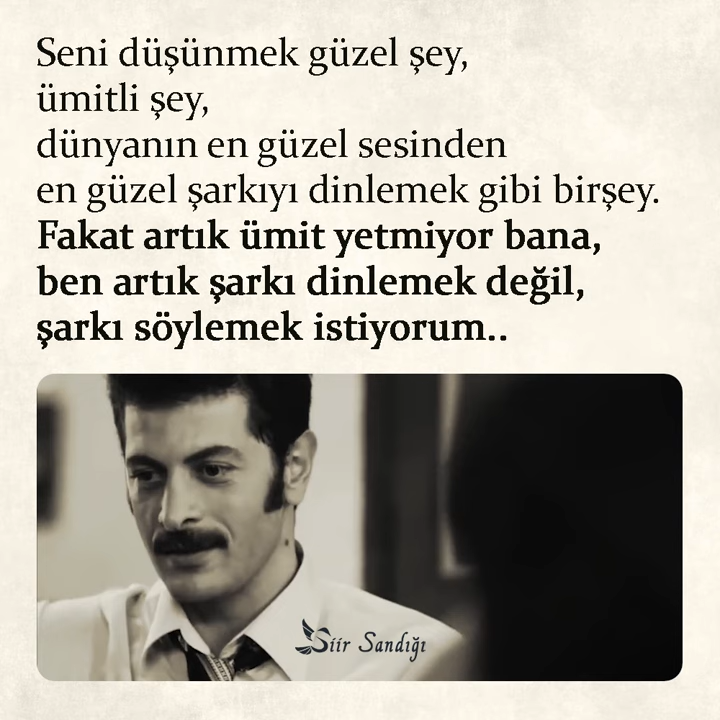 Seni düşünmek güzel şey,
ümitli şey,
dünyanın en güzel sesinden
en güzel şarkıyı dinlemek gibi birşey.
Fakat artık ümit yetmiyor bana,
ben artık şarkı dinlemek değil,
şarkı söylemek istiyorum..
Şiir Sandığı